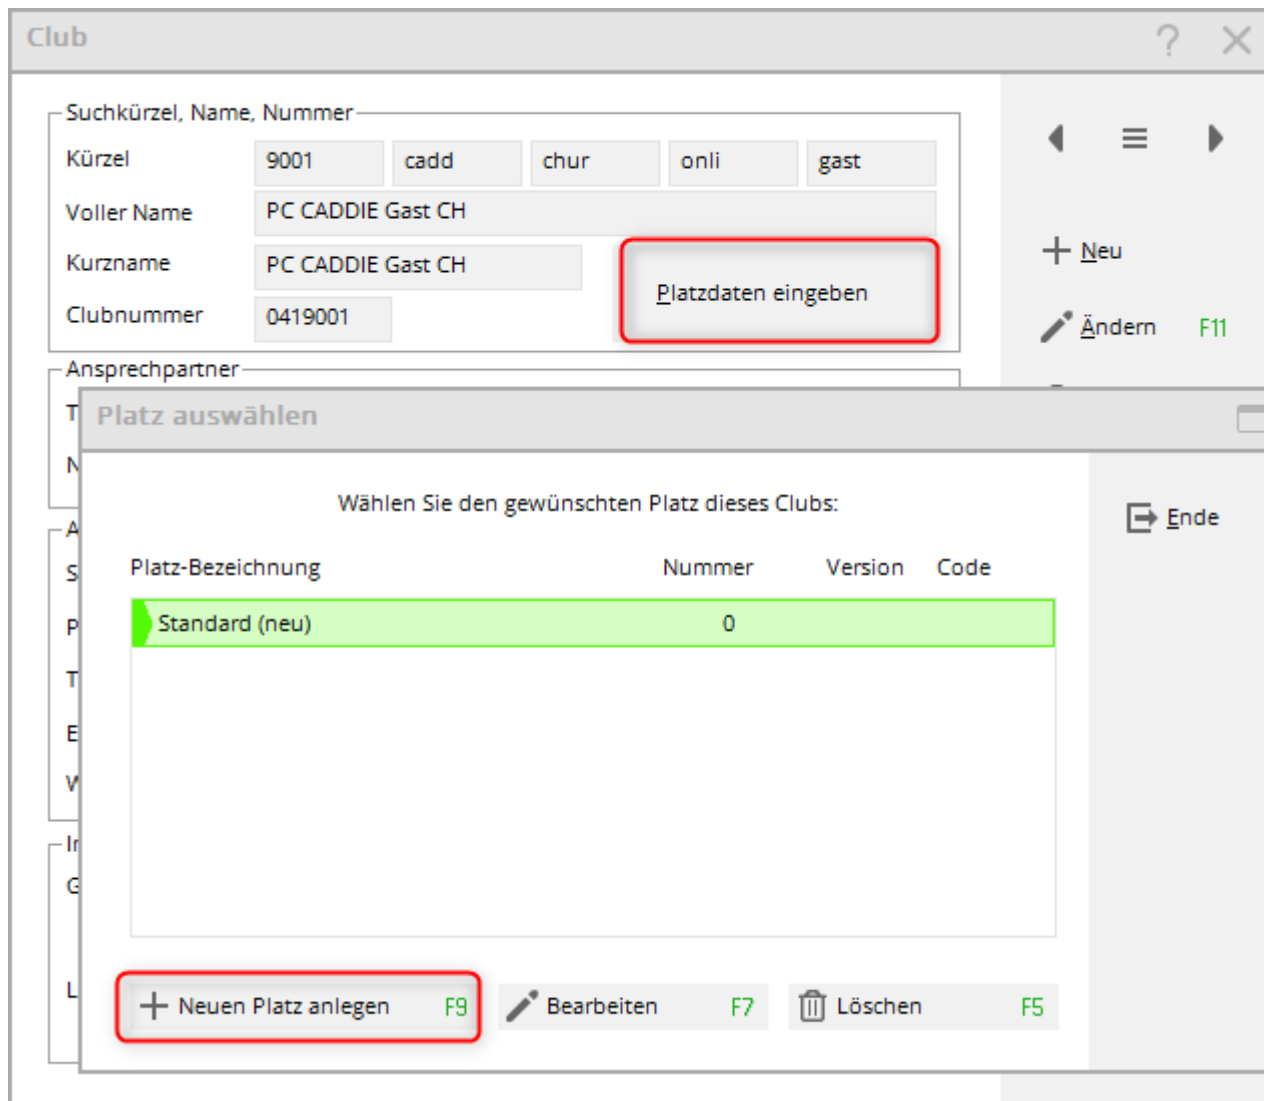 Club
Suchkürzel, Name, Nummer
Kürzel 9001 cadd chur onli gast
Voller Name PC CADDIE Gast CH
Kurzname PC CADDIE Gast CH
Clubnummer 0419001
Platzdaten eingeben
Neu
Ändern F11
Ansprechpartner
T
N
A
S
P
T
E
W
G
L
Platz auswählen
Wählen Sie den gewünschten Platz dieses Clubs:
Ende
Platz-Bezeichnung Nummer Version Code
Standard (neu) 0
Neuen Platz anlegen F9 Bearbeiten F7 Löschen F5